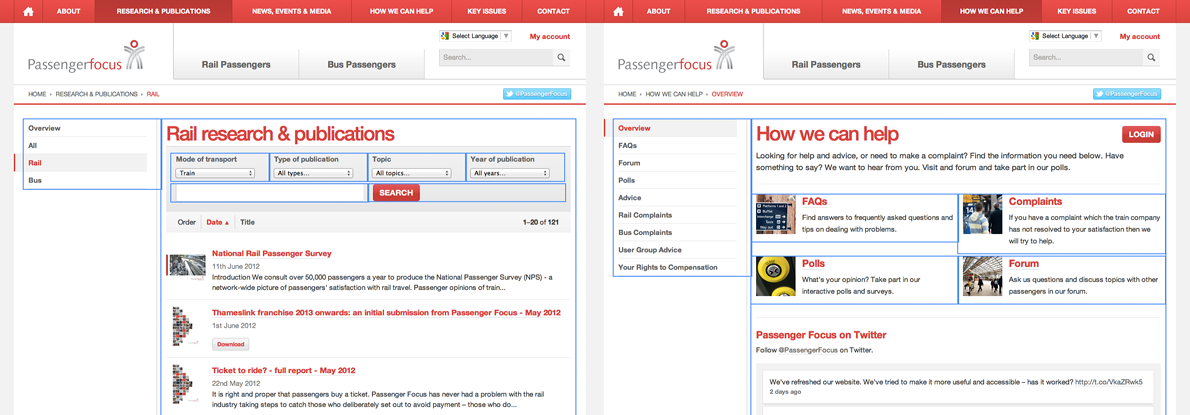 ABOUT
RESEARCH & PUBLICATIONS
NEWS, EVENTS & MEDIA
HOW WE CAN HELP
KEY ISSUES
CONTACT
Select Language
My account
Passengerfocus
Search...
Rail Passengers
Bus Passengers
HOME › RESEARCH & PUBLICATIONS › RAIL
@PassengerFocus
Overview
All
Rail
Bus
Rail research & publications
Mode of transport
Type of publication
Topic
Year of publication
Train
All types...
All topics...
All years...
SEARCH
Order
Date ▲
Title
1–20 of 121
National Rail Passenger Survey
11th June 2012
Introduction We consult over 50,000 passengers a year to produce the National Passenger Survey (NPS) - a
network-wide picture of passengers' satisfaction with rail travel. Passenger opinions of train...
Thameslink franchise 2013 onwards: an initial submission from Passenger Focus - May 2012
1st June 2012
Download
Ticket to ride? - full report - May 2012
22nd May 2012
It is right and proper that passengers buy a ticket. Passenger Focus has never had a problem with the rail
industry taking steps to catch those who deliberately set out to avoid payment – those who do...
ABOUT
RESEARCH & PUBLICATIONS
NEWS, EVENTS & MEDIA
HOW WE CAN HELP
KEY ISSUES
CONTACT
Select Language
My account
Passengerfocus
Search...
Rail Passengers
Bus Passengers
HOME › HOW WE CAN HELP › OVERVIEW
@PassengerFocus
Overview
FAQs
Forum
Polls
Advice
Rail Complaints
Bus Complaints
User Group Advice
Your Rights to Compensation
How we can help
LOGIN
Looking for help and advice, or need to make a complaint? Find the information you need below. Have
something to say? We want to hear from you. Visit and forum and take part in our polls.
FAQs
Find answers to frequently asked questions and
tips on dealing with problems.
Complaints
If you have a complaint which the train company
has not resolved to your satisfaction then we
will try to help.
Polls
What's your opinion? Take part in our
interactive polls and surveys.
Forum
Ask us questions and discuss topics with other
passengers in our forum.
Passenger Focus on Twitter
Follow @PassengerFocus on Twitter.
We've refreshed our website. We've tried to make it more useful and accessible – has it worked? http://t.co/VkaZRwk5
2 days ago